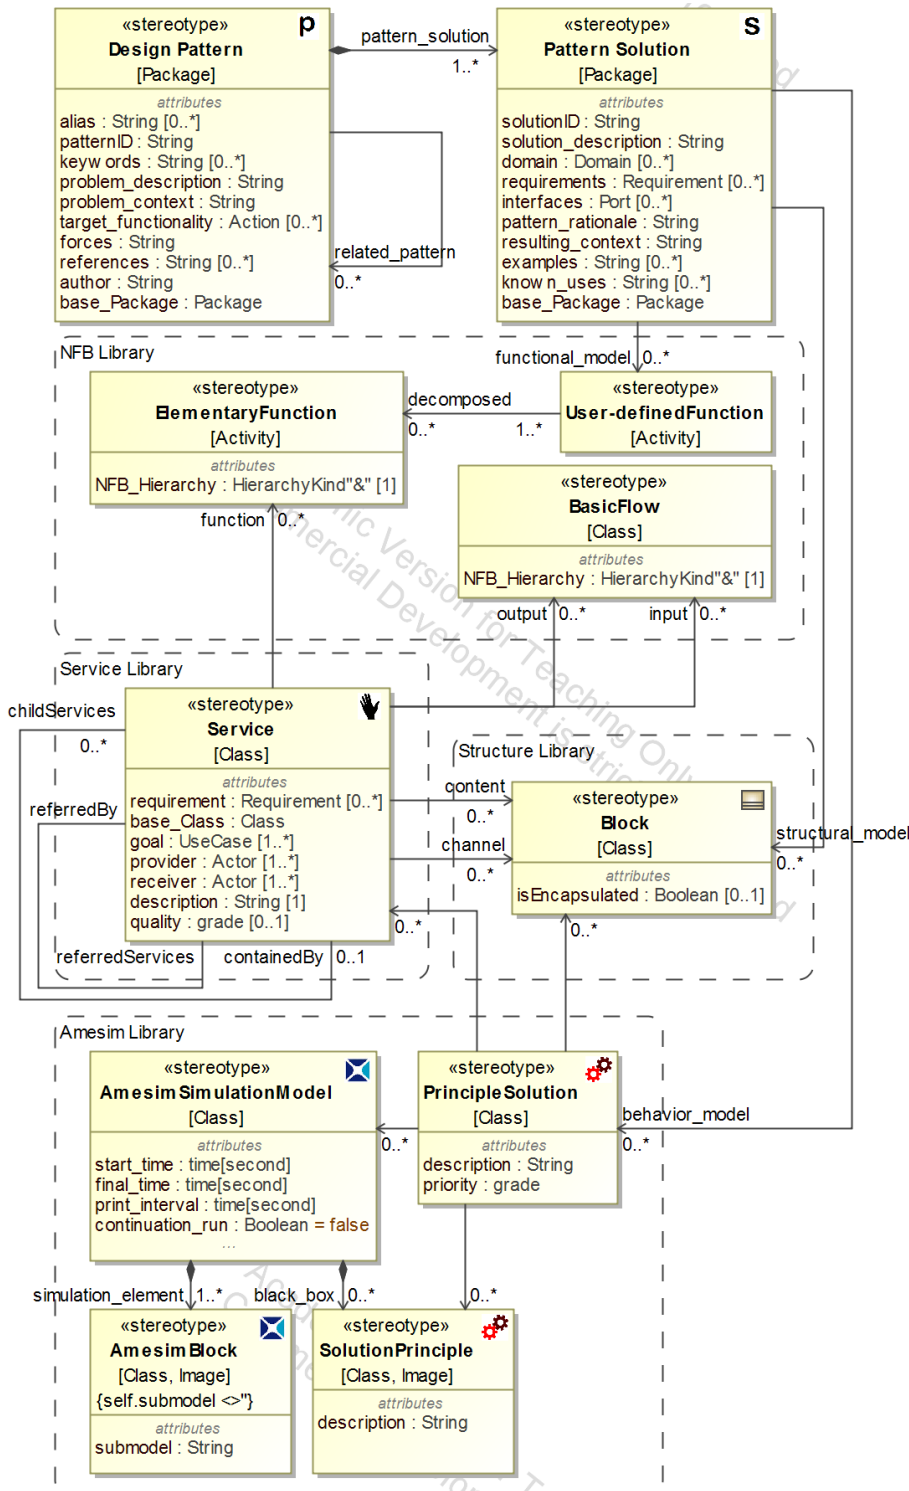 «stereotype»
Design Pattern
[Package]
p
attributes
alias : String [0..*]
patternID : String
keywords : String [0..*]
problem_description : String
problem_context : String
target_functionality : Action [0..*]
forces : String
references : String [0..*]
author : String
base_Package : Package
pattern_solution
1..*
related_pattern
0..*
«stereotype»
Pattern Solution
[Package]
S
attributes
solutionID : String
solution_description : String
domain : Domain [0..*]
requirements : Requirement [0..*]
interfaces : Port [0..*]
pattern_rationale : String
resulting_context : String
examples : String [0..*]
known_uses : String [0..*]
base_Package : Package
NFB Library
functional_model 0..*
«stereotype»
ElementaryFunction
[Activity]
attributes
NFB_Hierarchy : HierarchyKind"&" [1]
decomposed
0..*
1..*
«stereotype»
User-definedFunction
[Activity]
«stereotype»
BasicFlow
[Class]
attributes
NFB_Hierarchy : HierarchyKind"&" [1]
function 0..*
output 0..*
input 0..*
Version for Teaching Only
Development is
Service Library
childServices
0..*
referredBy
«stereotype»
Service
[Class]
attributes
requirement : Requirement [0..*]
base_Class : Class
goal : UseCase [1..*]
provider : Actor [1..*]
receiver : Actor [1..*]
description : String [1]
quality : grade [0..1]
referredServices
containedBy 0..1
content
0..*
channel
0..*
0..*
Structure Library
«stereotype»
Block
[Class]
attributes
isEncapsulated : Boolean [0..1]
structural_model
0..*
0..*
Amesim Library
«stereotype»
AmesimSimulationModel
[Class]
attributes
start_time : time[second]
final_time : time[second]
print_interval : time[second]
continuation_run : Boolean = false
...
0..*
«stereotype»
PrincipleSolution
[Class]
attributes
description : String
priority : grade
behavior_model
0..*
simulation_element 1..*
black_box 0..*
0..*
«stereotype»
AmesimBlock
[Class, Image]
{self.submodel <>''}
attributes
submodel : String
«stereotype»
SolutionPrinciple
[Class, Image]
attributes
description : String